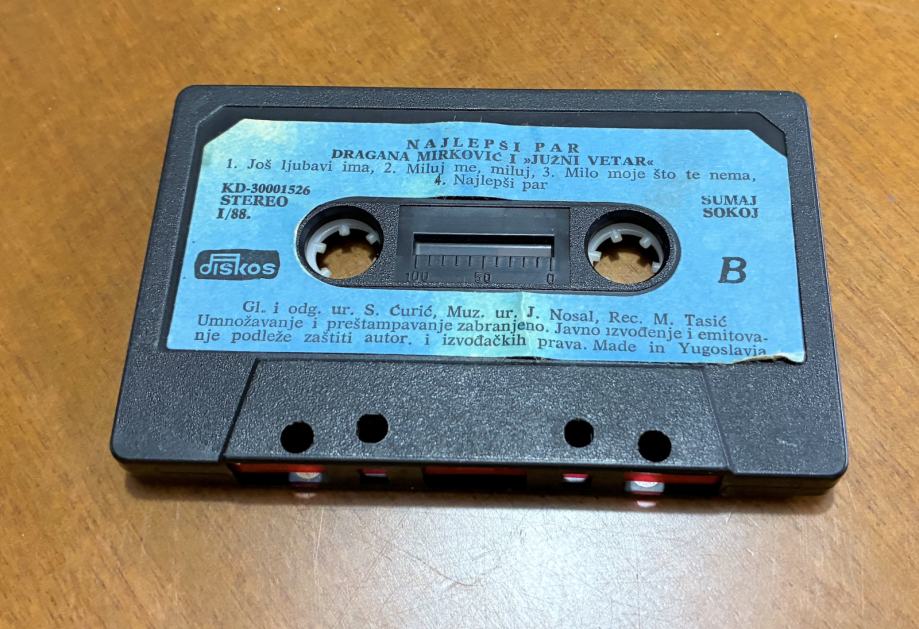 NAJLEPŠI PAR
DRAGANA MIRKOVIĆ I »JUŽNI VETAR«
1. Još ljubavi ima, 2. Miluj me, miluj, 3. Milo moje što te nema,
4. Najlepši par
KD-30001526
STEREO
I/88.
SUMAJ
SOKOJ
diskos
100 50 0
B
Gl. i odg. ur. S. Ćurić, Muz. ur. J. Nosal, Rec. M. Tasić
Umnožavanje i preštampavanje zabranjeno. Javno izvođenje i emitova-
nje podleže zaštiti autor. i izvođačkih prava. Made in Yugoslavia